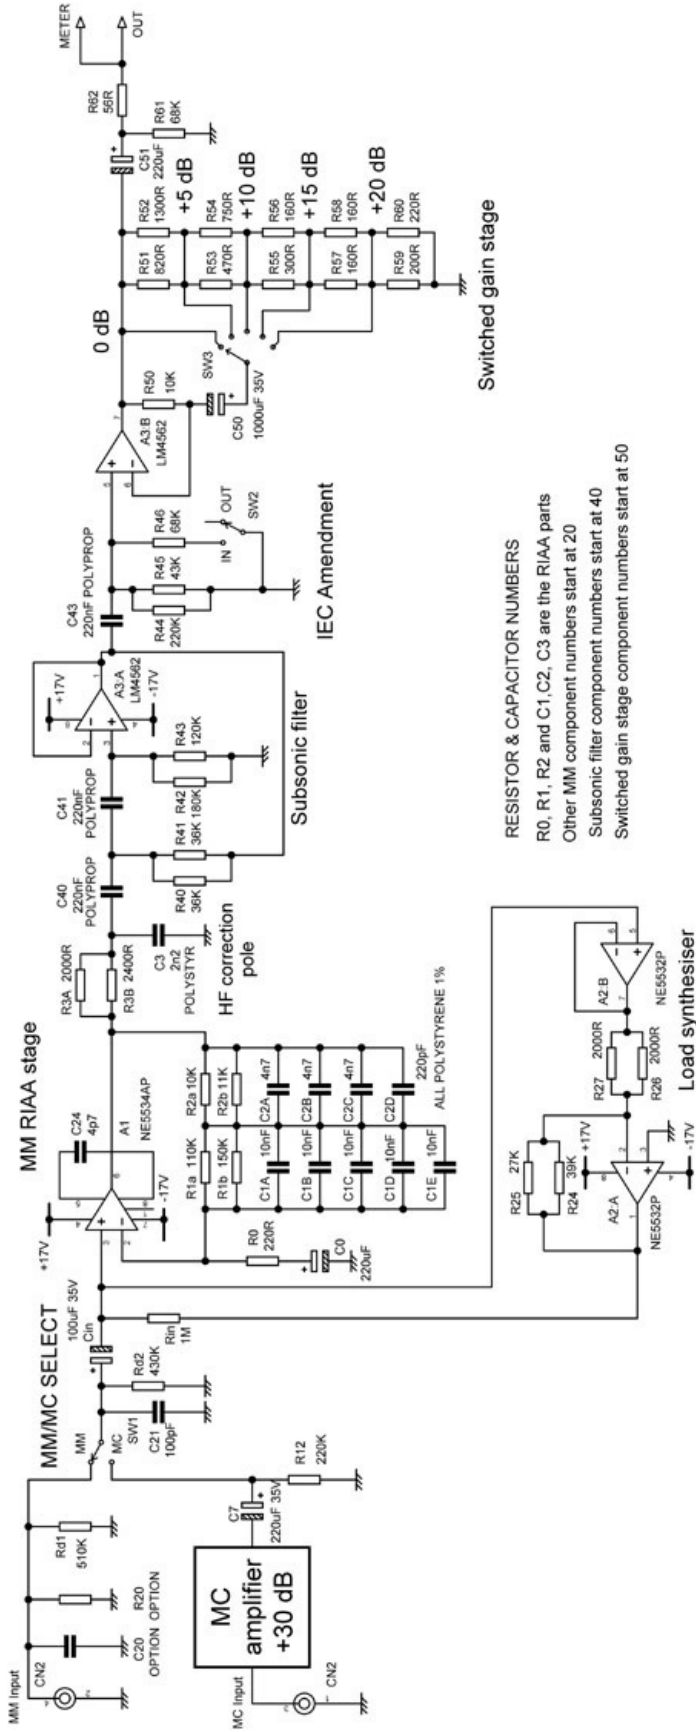 MM Input
CN2
C20
OPTION
R20
OPTION
Rd1
510K
MM/MC SELECT
MM
MC
SW1
C21
100pF
Rd2
430K
100uF 35V
Cin
+
Rin
1M
MC Input
CN2
MC
amplifier
+30 dB
C7
220uF 35V
+
R12
220K
MM RIAA stage
+17V
-17V
C24
4p7
A1
NE5534AP
R0
220R
C0
220uF
+
R1a 110K
R1b 150K
C1A 10nF
C1B 10nF
C1C 10nF
C1D 10nF
C1E 10nF
R2a 10K
R2b 11K
C2A 4n7
C2B 4n7
C2C 4n7
C2D 220pF
ALL POLYSTYRENE 1%
R3A 2000R
R3B 2400R
C3
2n2
POLYSTYR
HF correction
pole
C40
220nF
POLYPROP
C41
220nF
POLYPROP
R40
36K
R41
36K
R42
180K
R43
120K
+17V
-17V
A3:A
LM4562
Subsonic filter
C43
220nF POLYPROP
R44
220K
R45
43K
R46
68K
IN
OUT
SW2
IEC Amendment
A3:B
LM4562
R50
10K
C50
1000uF 35V
+
SW3
0 dB
R51
820R
R52
1300R
+5 dB
R53
470R
R54
750R
+10 dB
R55
300R
R56
160R
+15 dB
R57
160R
R58
160R
+20 dB
R59
200R
R60
220R
Switched gain stage
C51
220uF
+
R61
68K
R62
56R
METER
OUT
R25
27K
R24
39K
+17V
-17V
A2:A
NE5532P
R27
2000R
R26
2000R
A2:B
NE5532P
Load synthesiser
RESISTOR & CAPACITOR NUMBERS
R0, R1, R2 and C1,C2, C3 are the RIAA parts
Other MM component numbers start at 20
Subsonic filter component numbers start at 40
Switched gain stage component numbers start at 50